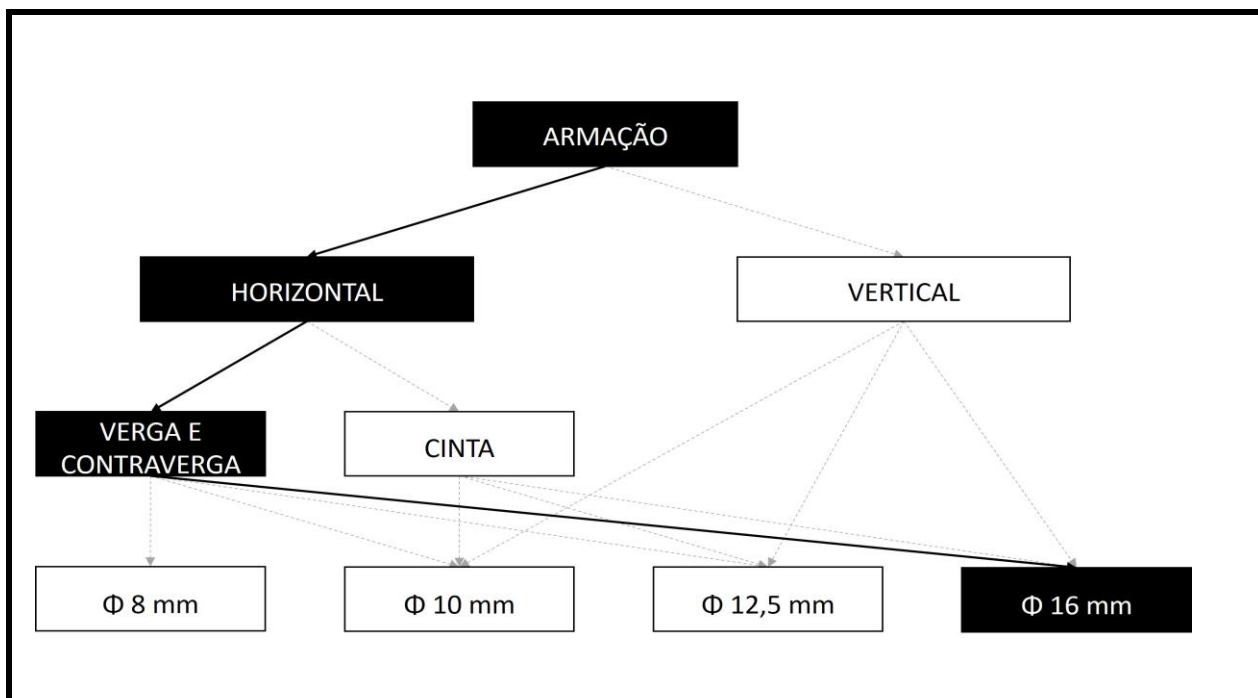 ARMAÇÃO
HORIZONTAL
VERTICAL
VERGA E
CONTRAVERGA
CINTA
Φ 8 mm
Φ 10 mm
Φ 12,5 mm
Φ 16 mm